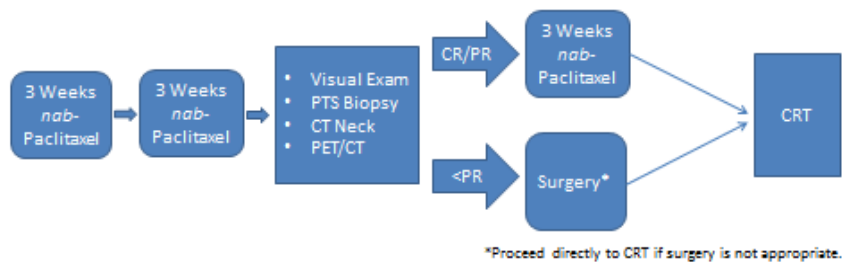 3 Weeks
nab-
Paclitaxel
3 Weeks
nab-
Paclitaxel
• Visual Exam
• PTS Biopsy
• CT Neck
• PET/CT
CR/PR
3 Weeks
nab-
Paclitaxel
<PR
Surgery*
CRT
*Proceed directly to CRT if surgery is not appropriate.